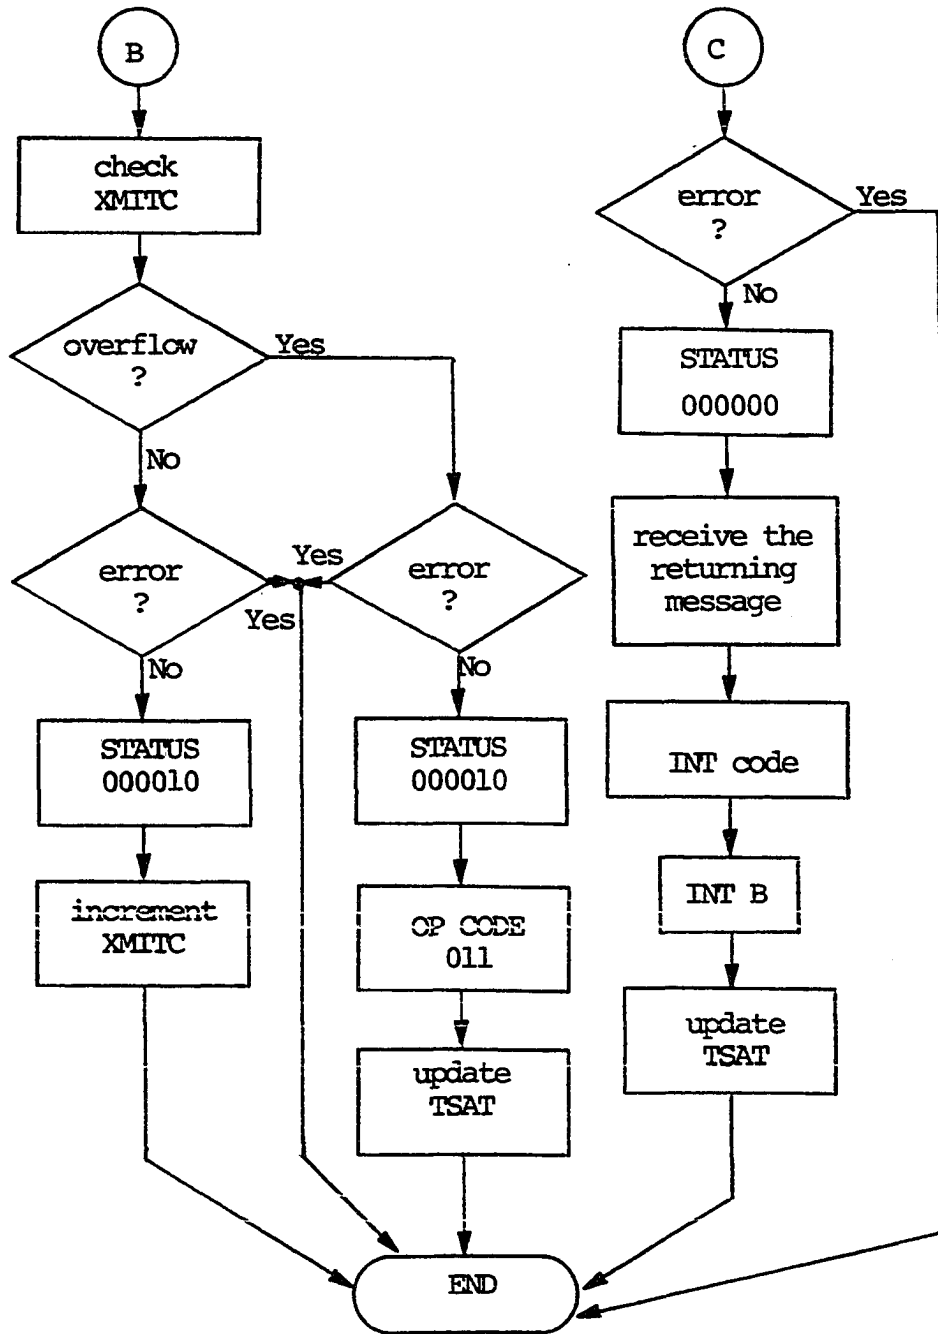 B
check
XMITC
overflow
?
Yes
No
error
?
Yes
Yes
No
STATUS
000010
increment
XMITC
error
?
No
STATUS
000010
OP CODE
011
update
TSAT
C
error
?
Yes
No
STATUS
000000
receive the
returning
message
INT code
INT B
update
TSAT
END